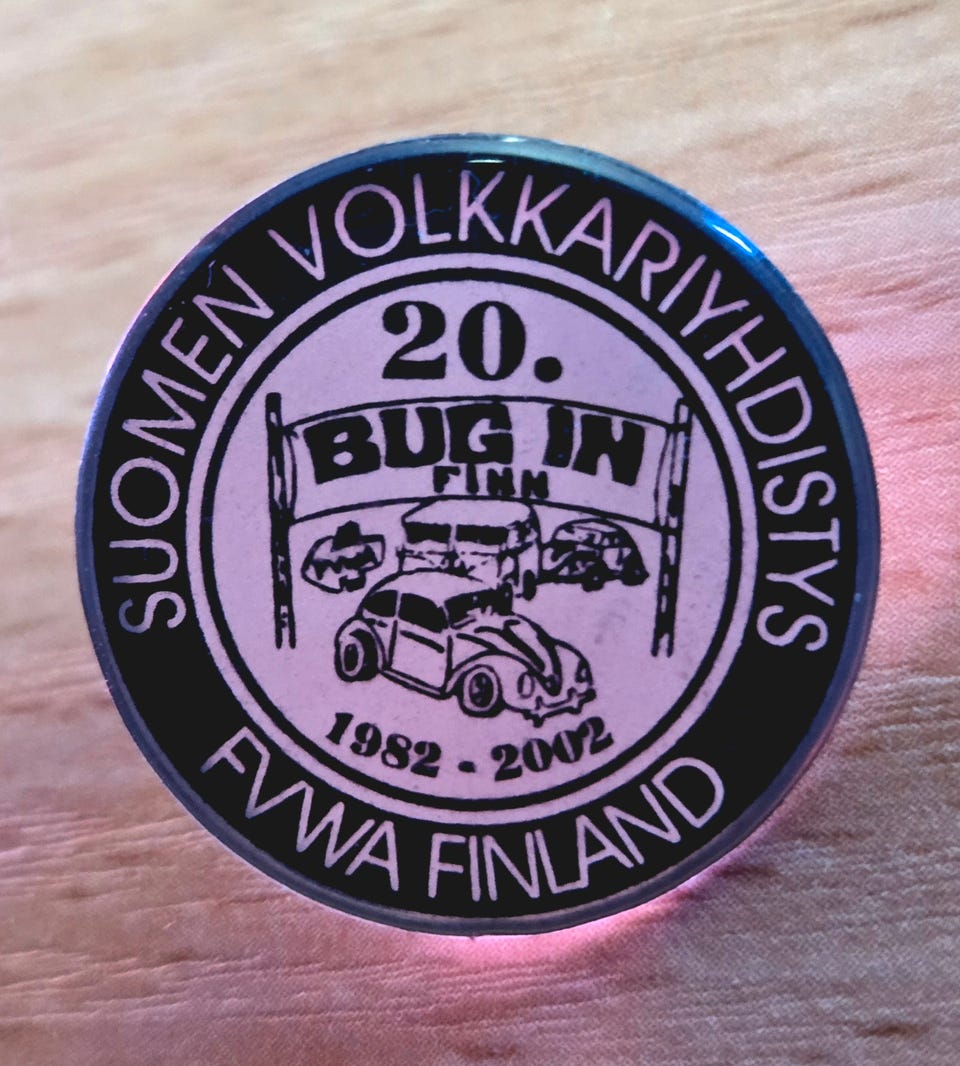 SUOMEN VOLKKARIYHDISTYS
20.
BUG IN
FINN
1982 - 2002
FVWA FINLAND